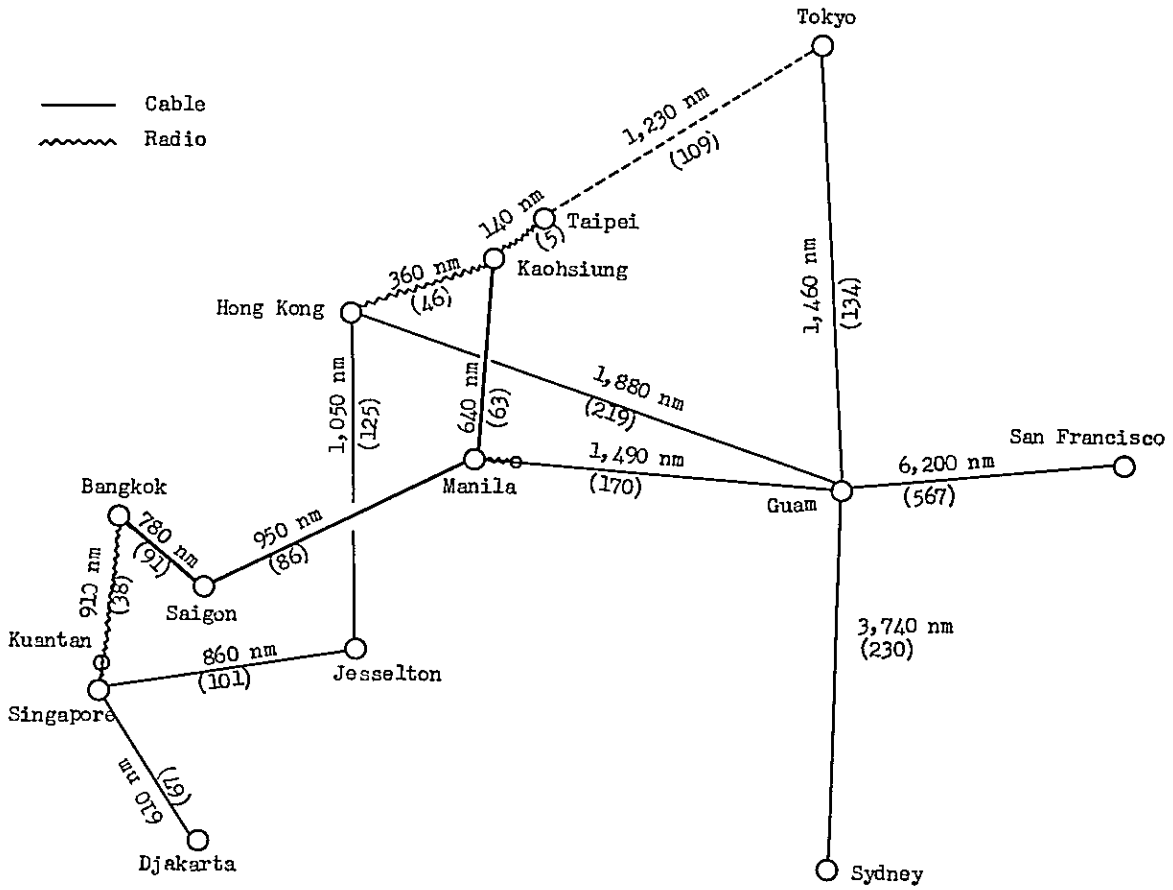 Tokyo
Cable
Radio
1,230 nm
(109)
140 nm
(5)
Taipei
360 nm
(46)
Kaohsiung
Hong Kong
1,460 nm
(134)
1,050 nm
(125)
640 nm
(63)
1,880 nm
(219)
San Francisco
1,490 nm
(170)
6,200 nm
(567)
Manila
Guam
Bangkok
780 nm
(91)
950 nm
(86)
910 nm
(38)
Saigon
Kuantan
860 nm
(101)
Jesselton
3,740 nm
(230)
Singapore
610 nm
(67)
Djakarta
Sydney